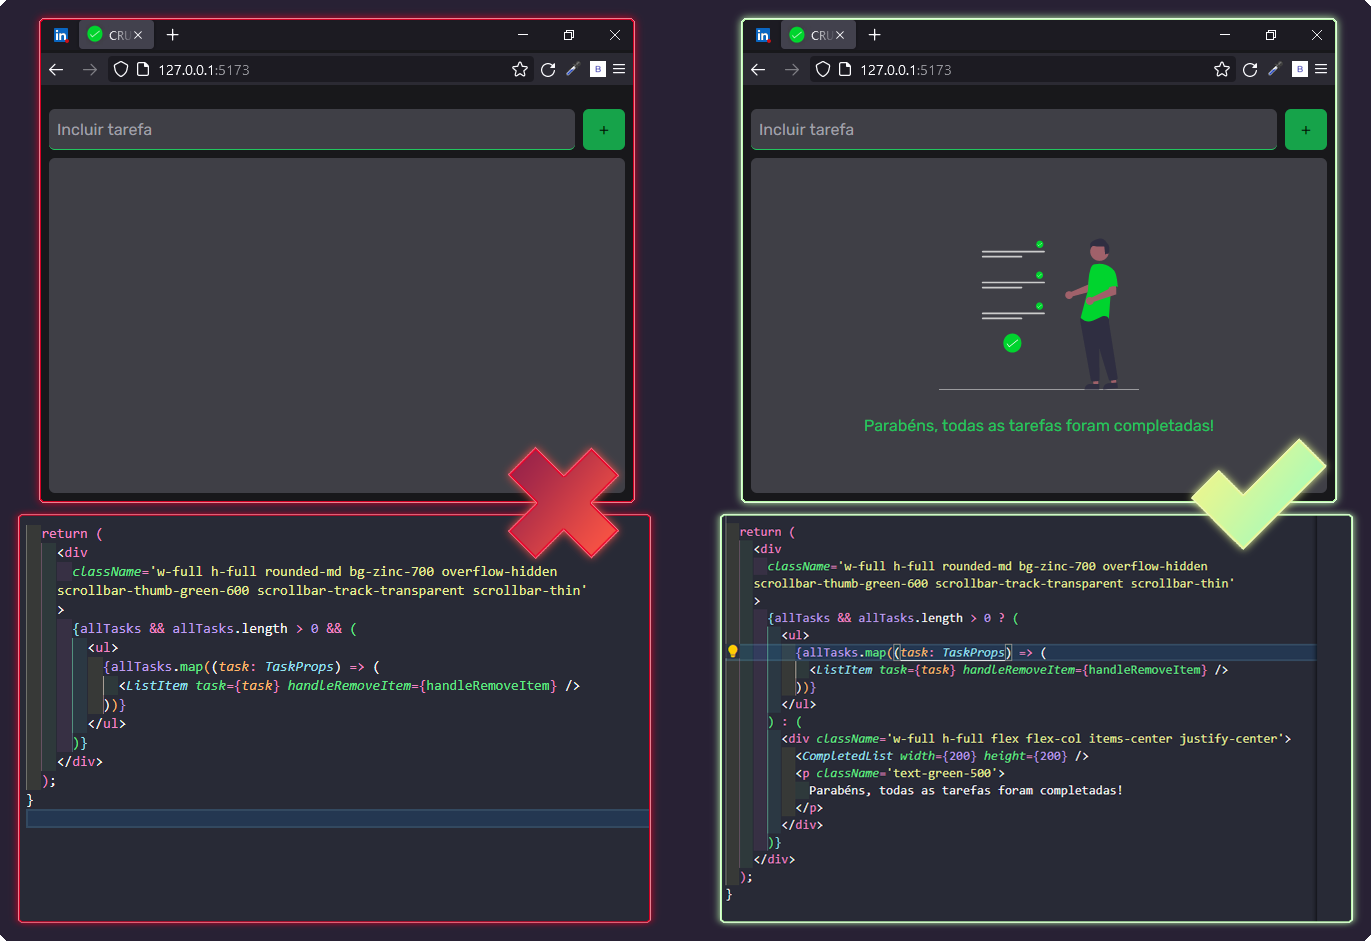 in CRU
127.0.0.1:5173
B
Incluir tarefa
+
return (
<div
className='w-full h-full rounded-md bg-zinc-700 overflow-hidden
scrollbar-thumb-green-600 scrollbar-track-transparent scrollbar-thin'
>
{allTasks && allTasks.length > 0 && (
<ul>
{allTasks.map((task: TaskProps) => (
<ListItem task={task} handleRemoveItem={handleRemoveItem} />
))}
</ul>
)}
</div>
);
}
in CRU
127.0.0.1:5173
B
Incluir tarefa
+
Parabéns, todas as tarefas foram completadas!
return (
<div
className='w-full h-full rounded-md bg-zinc-700 overflow-hidden
scrollbar-thumb-green-600 scrollbar-track-transparent scrollbar-thin'
>
{allTasks && allTasks.length > 0 ? (
<ul>
{allTasks.map((task: TaskProps) => (
<ListItem task={task} handleRemoveItem={handleRemoveItem} />
))}
</ul>
) : (
<div className='w-full h-full flex flex-col items-center justify-center'>
<CompletedList width={200} height={200} />
<p className='text-green-500'>
Parabéns, todas as tarefas foram completadas!
</p>
</div>
)}
</div>
);
}